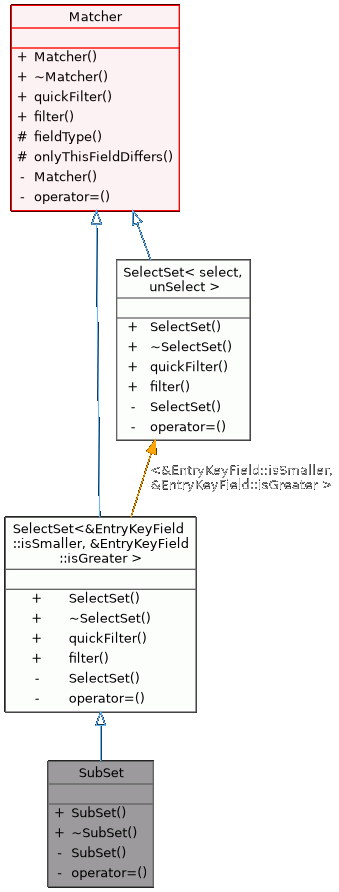 Matcher
+ Matcher()
+ ~Matcher()
+ quickFilter()
+ filter()
# fieldType()
# onlyThisFieldDiffers()
- Matcher()
- operator=()
SelectSet< select,
unSelect >
+ SelectSet()
+ ~SelectSet()
+ quickFilter()
+ filter()
- SelectSet()
- operator=()
<&EntryKeyField::isSmaller,
&EntryKeyField::isGreater >
SelectSet<&EntryKeyField
::isSmaller, &EntryKeyField
::isGreater >
+ SelectSet()
+ ~SelectSet()
+ quickFilter()
+ filter()
- SelectSet()
- operator=()
SubSet
+ SubSet()
+ ~SubSet()
- SubSet()
- operator=()